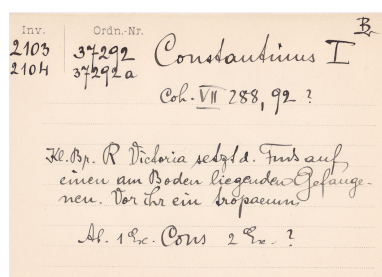 B.
Inv. Ordn.-Nr.
2103 37292 Constantinus I
2104 37292a
Coh. VII 288, 92 ?
Kl. Br. R Victoria setzt d. Fuß auf
einen am Boden liegenden Gefange-
nen. Vor ihr ein tropaeum
Ab. 1 Ex. Cons 2 Ex. ?